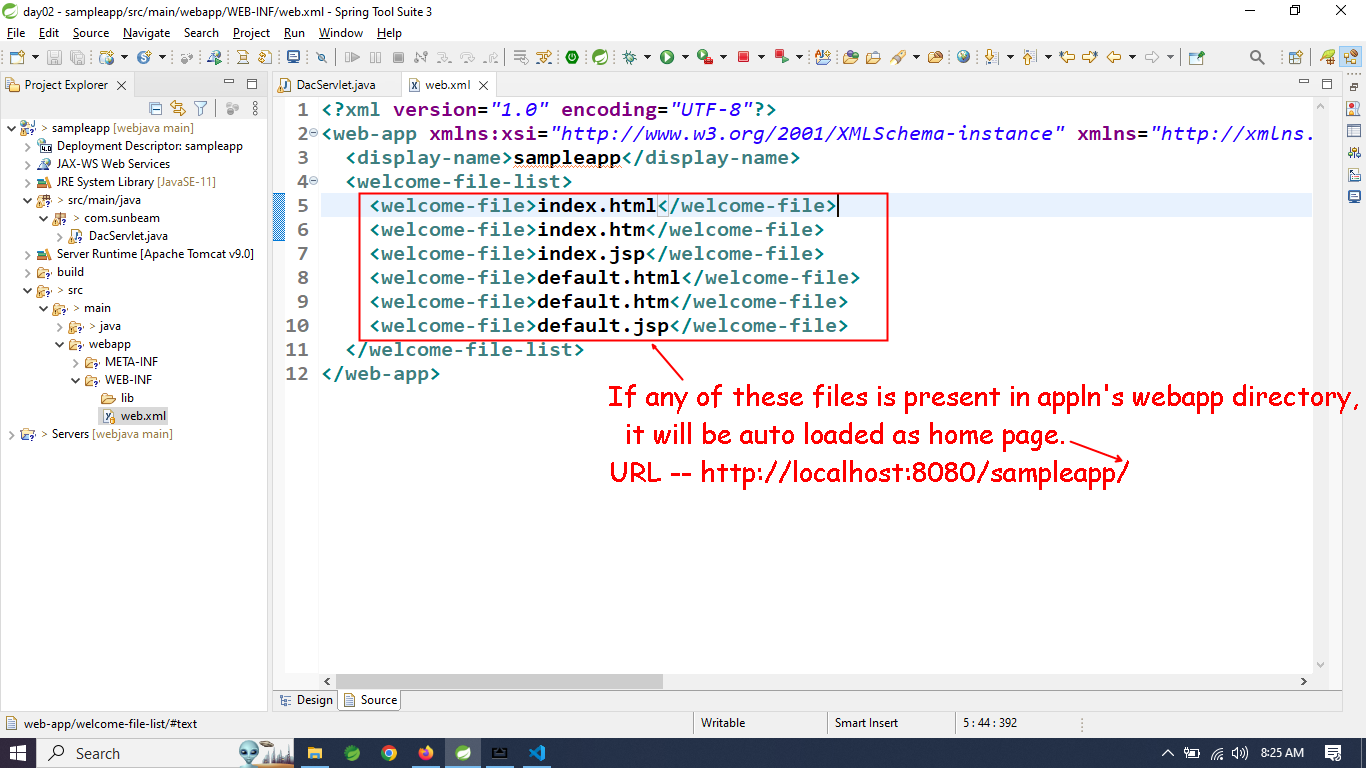 day02 - sampleapp/src/main/webapp/WEB-INF/web.xml - Spring Tool Suite 3
File Edit Source Navigate Search Project Run Window Help
Project Explorer
DacServlet.java
web.xml
sampleapp [webjava main]
Deployment Descriptor: sampleapp
JAX-WS Web Services
JRE System Library [JavaSE-11]
src/main/java
com.sunbeam
DacServlet.java
Server Runtime [Apache Tomcat v9.0]
build
src
main
java
webapp
META-INF
WEB-INF
lib
web.xml
Servers [webjava main]
1 <?xml version="1.0" encoding="UTF-8"?>
2 <web-app xmlns:xsi="http://www.w3.org/2001/XMLSchema-instance" xmlns="http://xmlns.
3 <display-name>sampleapp</display-name>
4 <welcome-file-list>
5 <welcome-file>index.html</welcome-file>
6 <welcome-file>index.htm</welcome-file>
7 <welcome-file>index.jsp</welcome-file>
8 <welcome-file>default.html</welcome-file>
9 <welcome-file>default.htm</welcome-file>
10 <welcome-file>default.jsp</welcome-file>
11 </welcome-file-list>
12 </web-app>
If any of these files is present in appln's webapp directory,
it will be auto loaded as home page.
URL -- http://localhost:8080/sampleapp/
Design Source
web-app/welcome-file-list/#text Writable Smart Insert 5 : 44 : 392
Search 8:25 AM